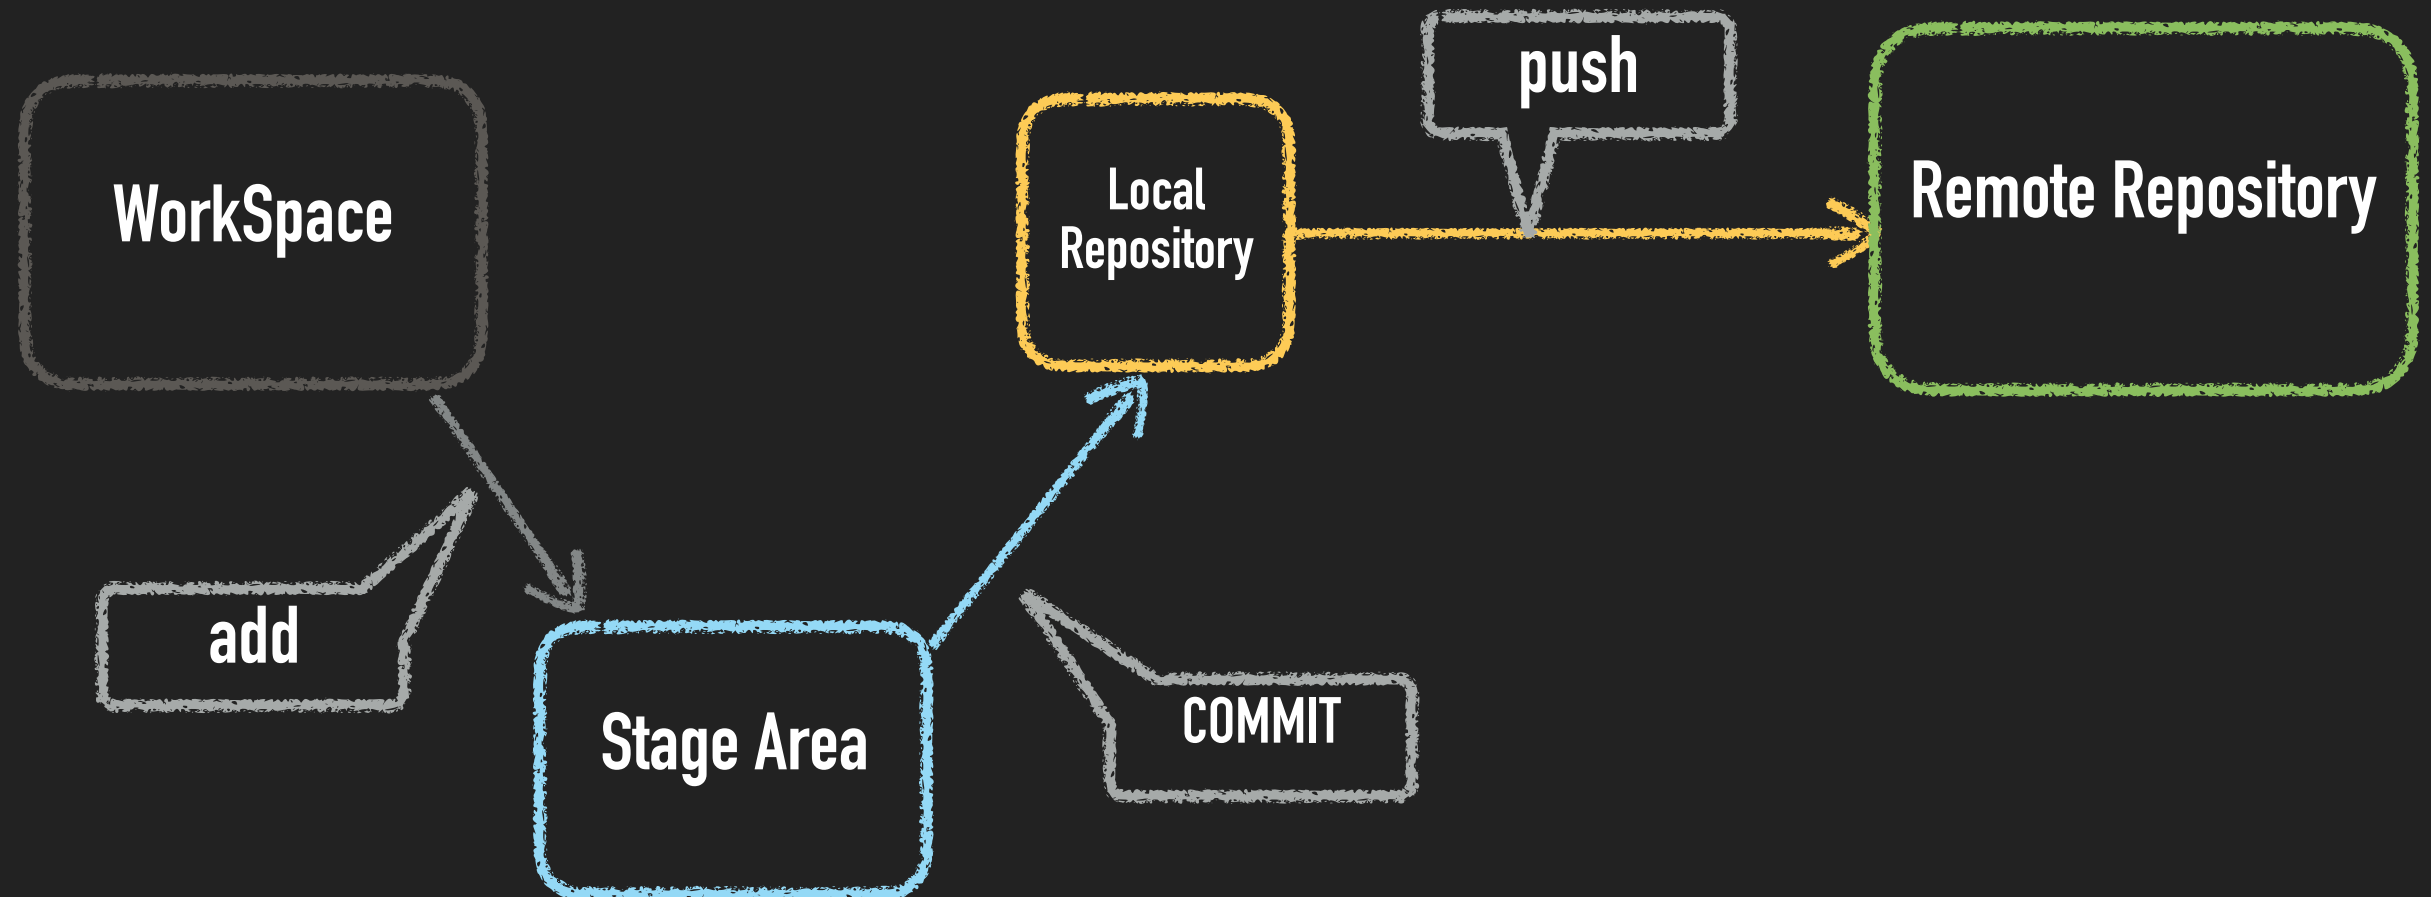 push
WorkSpace
Local
Repository
Remote Repository
add
Stage Area
COMMIT